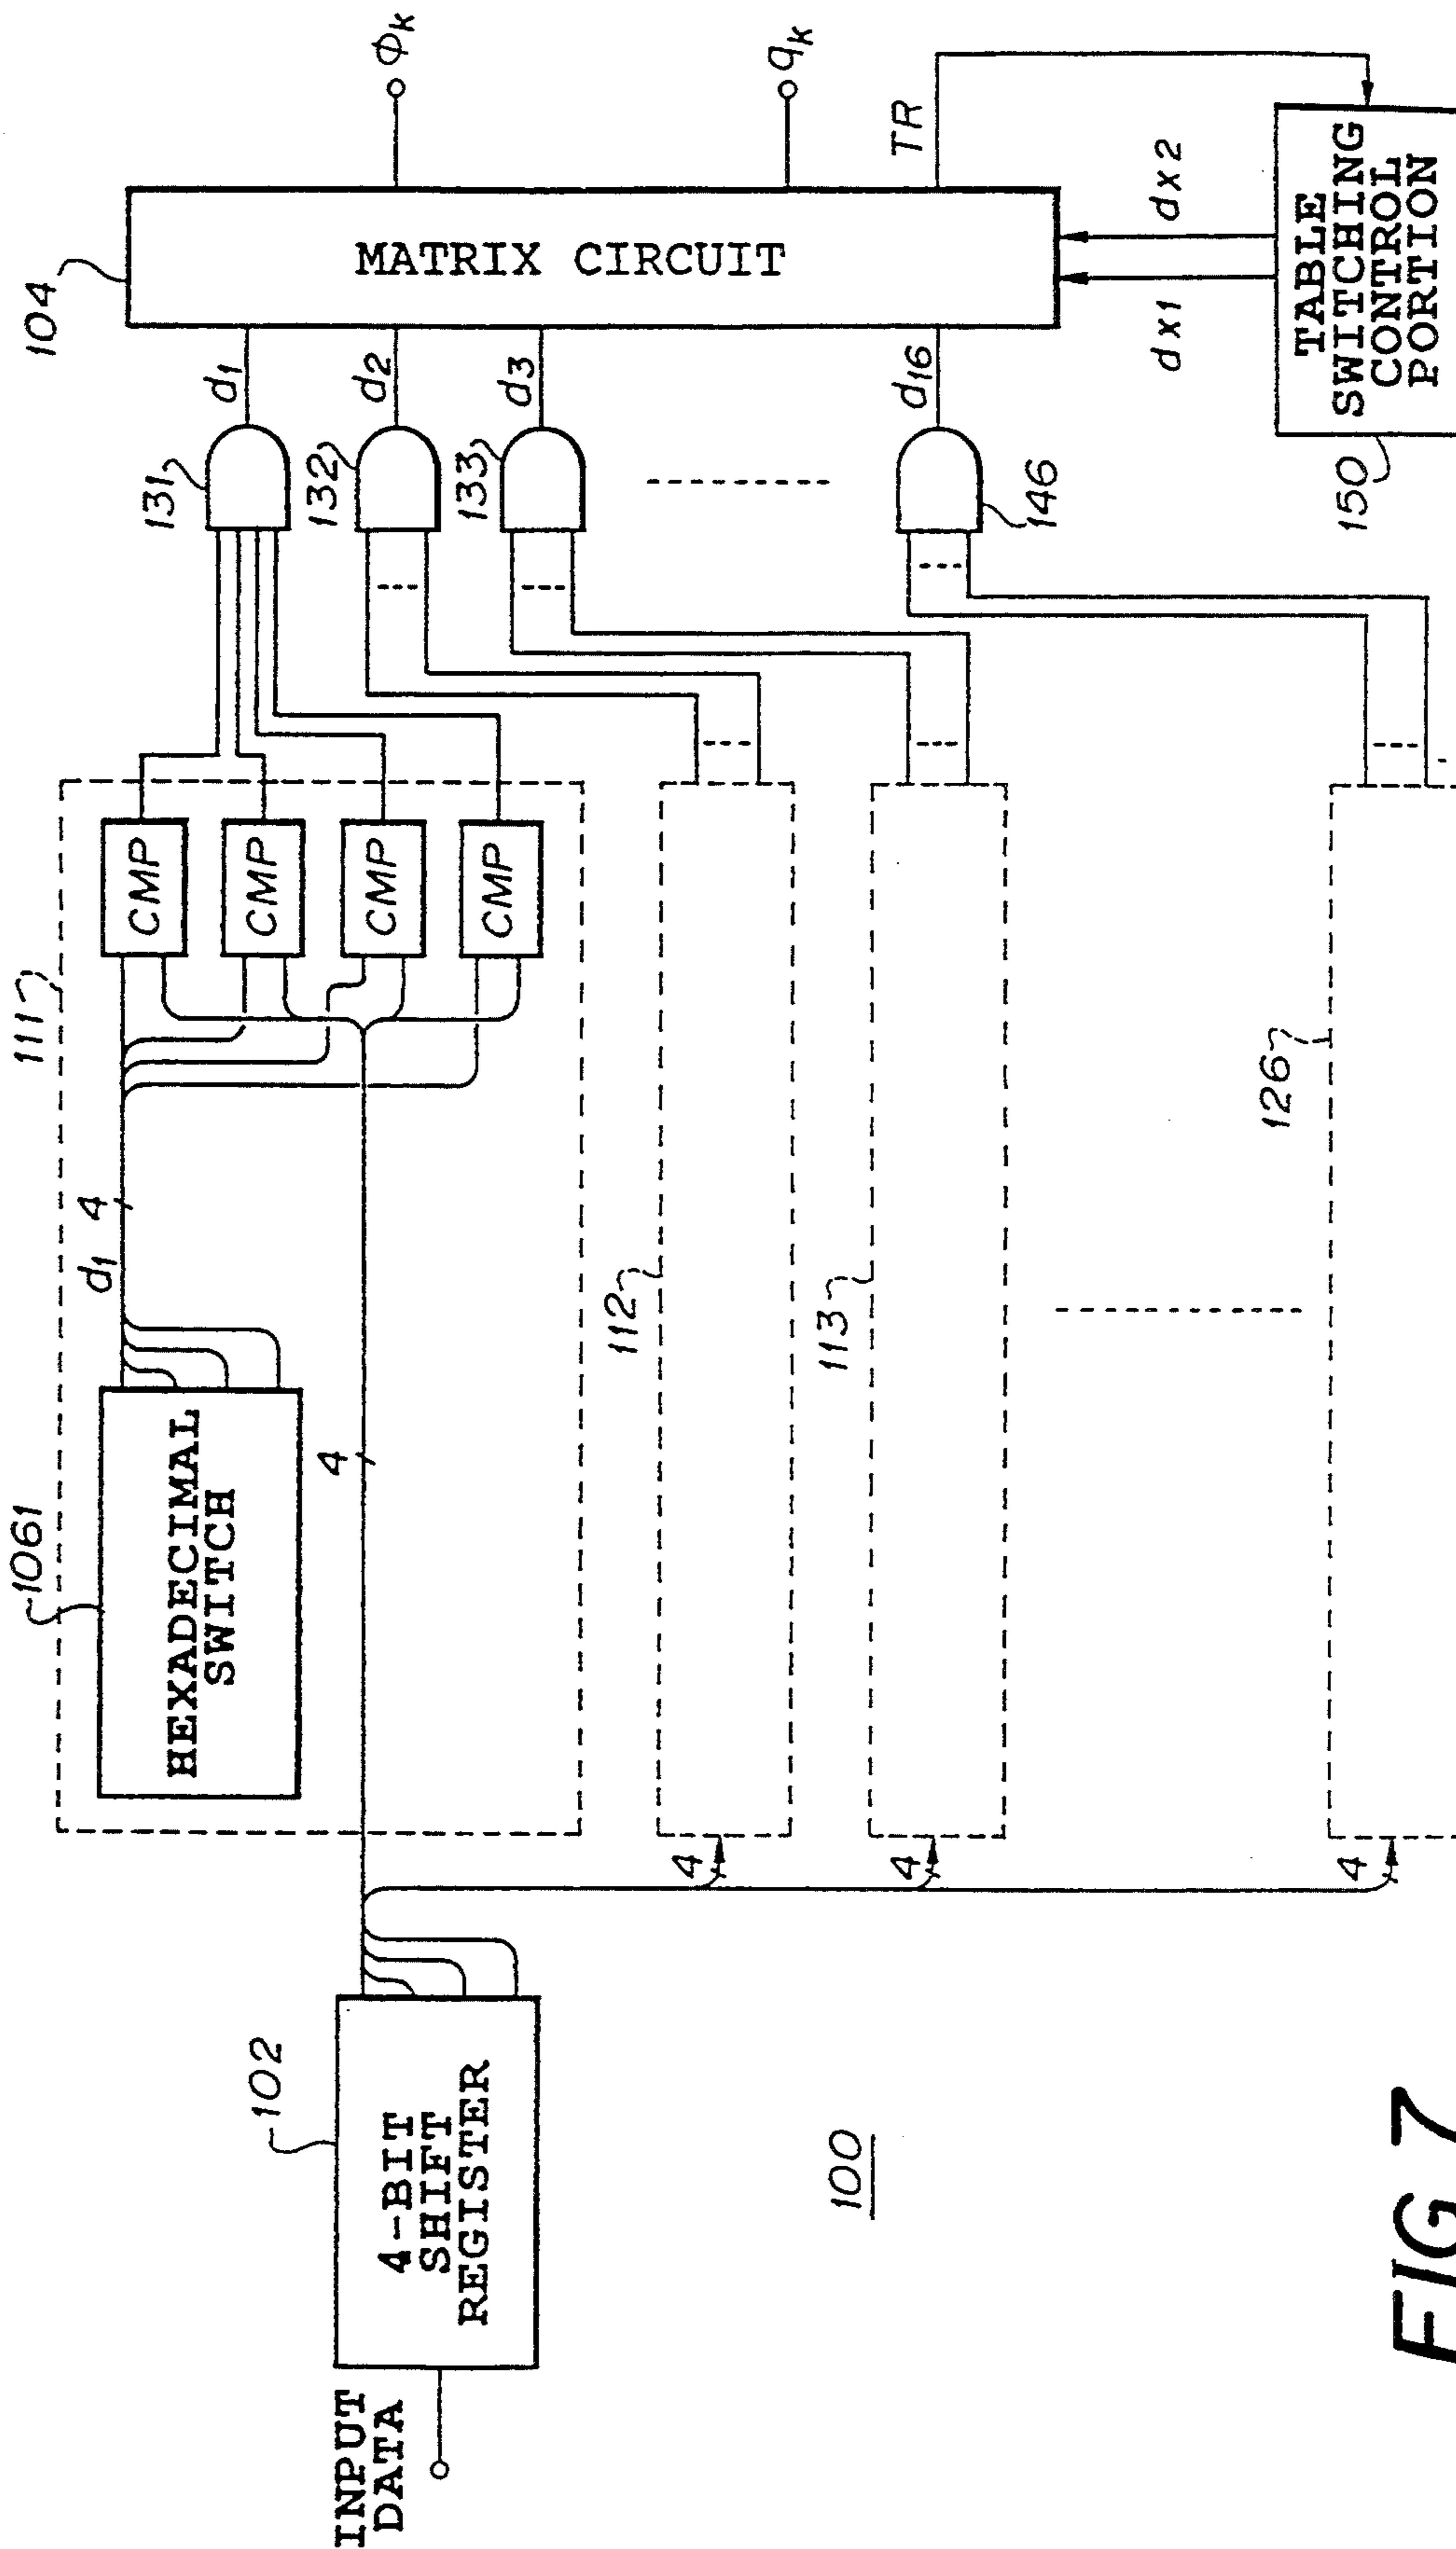 1061
HEXADECIMAL
SWITCH
d1
4
111
CMP
CMP
CMP
CMP
131
d1
104
MATRIX CIRCUIT
Φk
qk
132
d2
133
d3
146
d16
TR
dx1
dx2
TABLE
SWITCHING
CONTROL
PORTION
150
INPUT
DATA
102
4-BIT
SHIFT
REGISTER
4
4
112
4
113
4
126
100
FIG 7